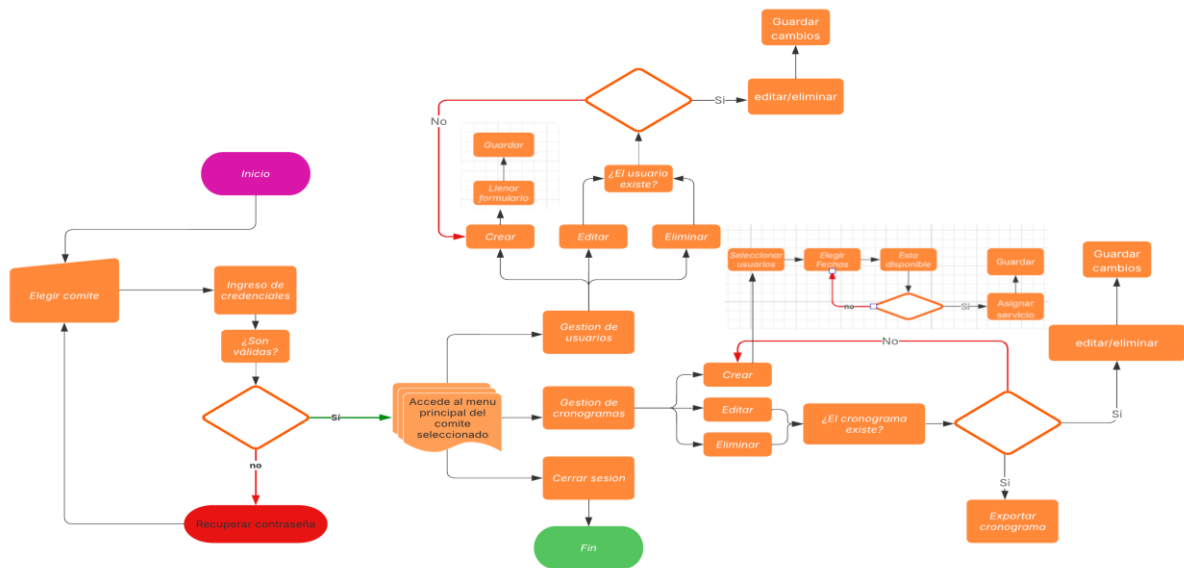 Guardar
cambios
editar/eliminar
Si
No
Guardar
Llenar
formulario
¿El usuario
existe?
Inicio
Crear
Editar
Eliminar
Seleccionar
usuarios
Elegir
Fechas
Esta
disponible
Guardar
no
Si
Asignar
servicio
Guardar
cambios
editar/eliminar
Elegir comite
Ingreso de
credenciales
¿Son
válidas?
Gestion de
usuarios
No
Crear
Si
Accede al menu
principal del
comite
seleccionado
Gestion de
cronogramas
Editar
Eliminar
¿El cronograma
existe?
Si
no
Cerrar sesion
Si
Exportar
cronograma
Recuperar contraseña
Fin